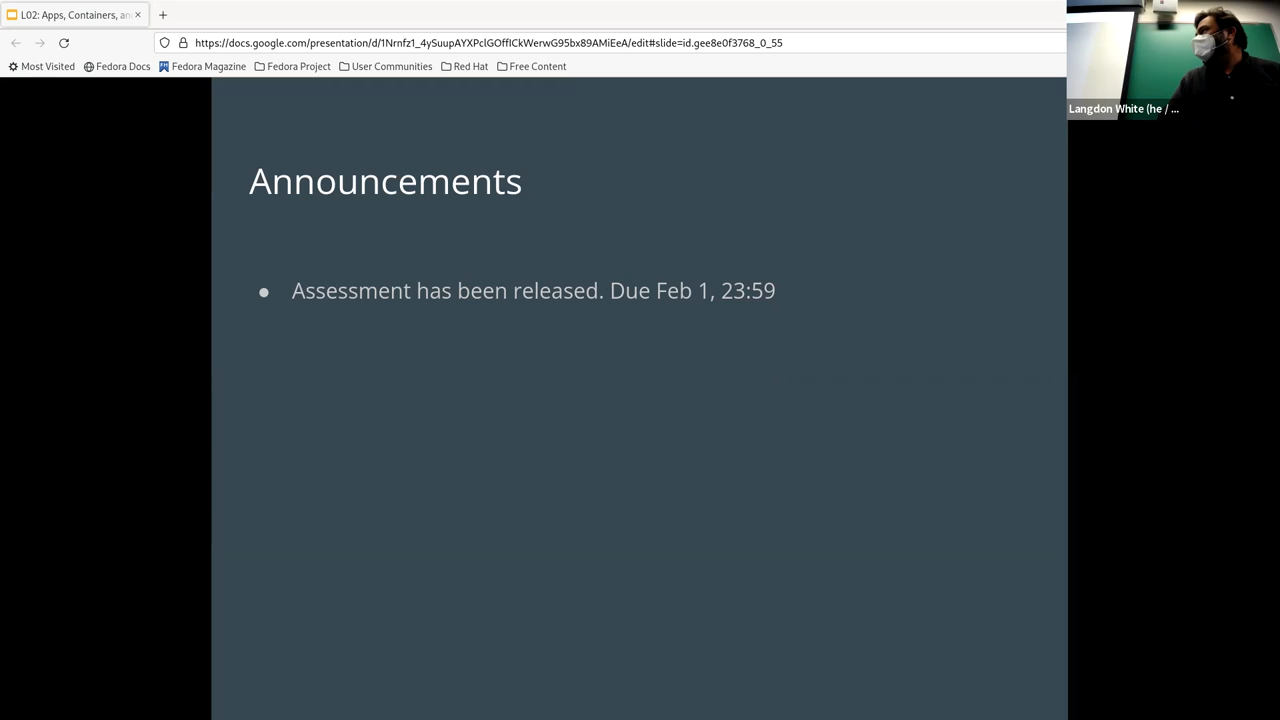 L02: Apps, Containers, an
https://docs.google.com/presentation/d/1Nrnfz1_4ySuupAYXPclGOffICkWerwG95bx89AMiEeA/edit#slide=id.gee8e0f3768_0_55
Most Visited Fedora Docs Fedora Magazine Fedora Project User Communities Red Hat Free Content
Langdon White (he / ...
Announcements
● Assessment has been released. Due Feb 1, 23:59